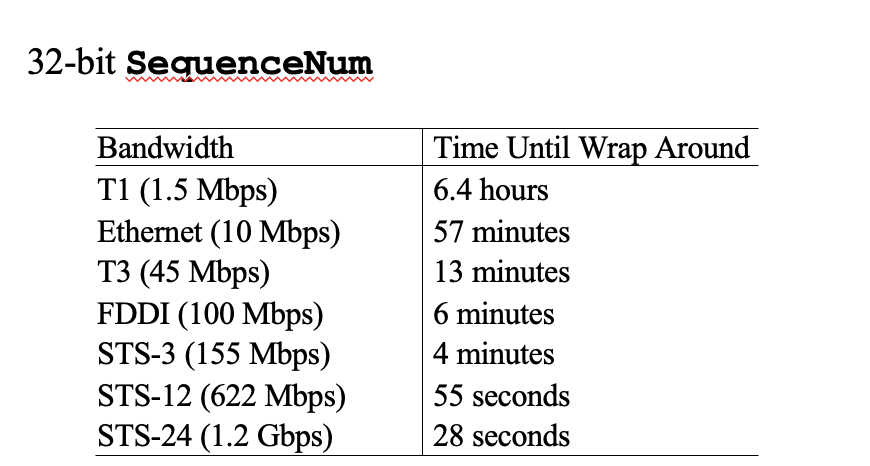 32-bit SequenceNum
Bandwidth Time Until Wrap Around
T1 (1.5 Mbps) 6.4 hours
Ethernet (10 Mbps) 57 minutes
T3 (45 Mbps) 13 minutes
FDDI (100 Mbps) 6 minutes
STS-3 (155 Mbps) 4 minutes
STS-12 (622 Mbps) 55 seconds
STS-24 (1.2 Gbps) 28 seconds